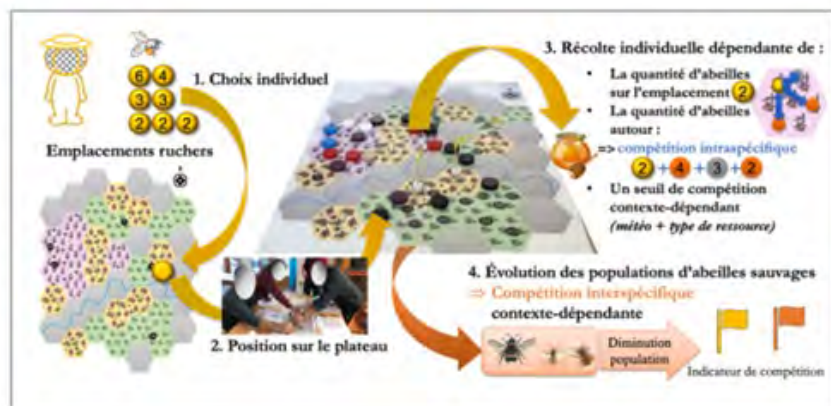 6 4
3 3
2 2 2
Emplacements ruchers
1. Choix individuel
2. Position sur le plateau
3. Récolte individuelle dépendante de :
• La quantité d'abeilles
sur l'emplacement 2
• La quantité d'abeilles
autour :
=> compétition intraspécifique
2 + 4 + 3 + 2
• Un seuil de compétition
contexte-dépendant
(météo + type de ressource)
4. Évolution des populations d'abeilles sauvages
⇒ Compétition interspécifique
contexte-dépendante
Diminution
population
Indicateur de compétition